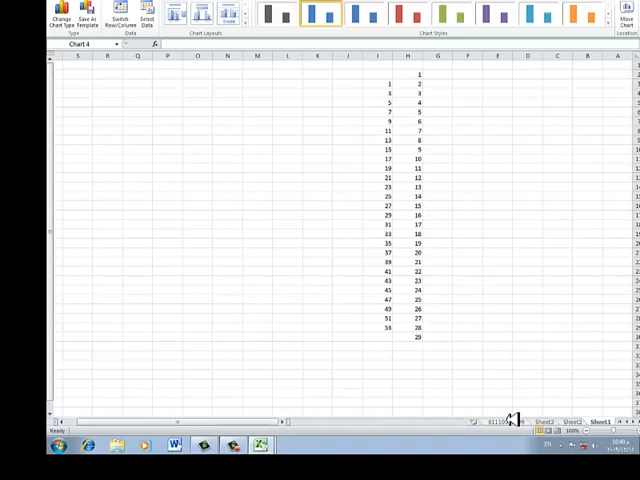 Change Chart Type
Save As Template
Switch Row/Column
Select Data
Move Chart
Type
Data
Chart Layouts
Chart Styles
Location
Chart 4
fx
S R Q P O N M L K J I H G F E D C B A
1
1 2
3 3
5 4
7 5
9 6
11 7
13 8
15 9
17 10
19 11
21 12
23 13
25 14
27 15
29 16
31 17
33 18
35 19
37 20
39 21
41 22
43 23
45 24
47 25
49 26
51 27
53 28
29
Sheet3 Sheet2 Sheet1
Ready
100%
EN
10:40